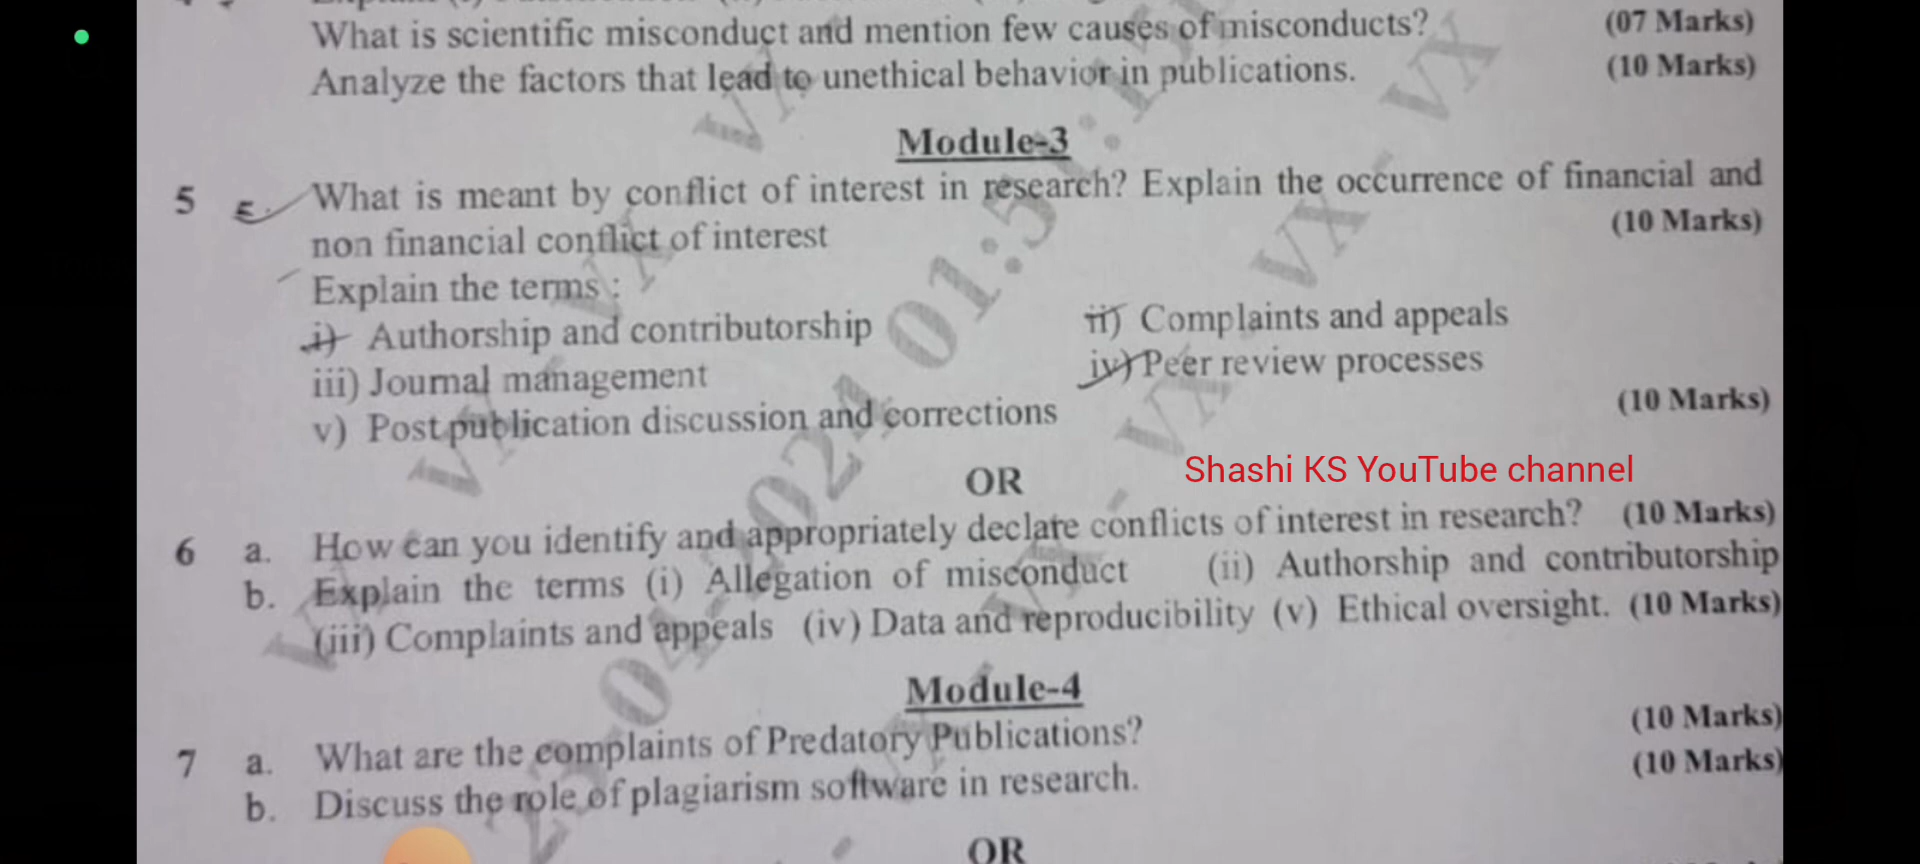 What is scientific misconduct and mention few causes of misconducts? (07 Marks)
Analyze the factors that lead to unethical behavior in publications. (10 Marks)
Module-3
5 What is meant by conflict of interest in research? Explain the occurrence of financial and
non financial conflict of interest (10 Marks)
Explain the terms :
i) Authorship and contributorship ii) Complaints and appeals
iii) Journal management iv) Peer review processes
v) Post publication discussion and corrections (10 Marks)
OR
Shashi KS YouTube channel
6 a. How can you identify and appropriately declare conflicts of interest in research? (10 Marks)
b. Explain the terms (i) Allegation of misconduct (ii) Authorship and contributorship
(iii) Complaints and appeals (iv) Data and reproducibility (v) Ethical oversight. (10 Marks)
Module-4
7 a. What are the complaints of Predatory Publications? (10 Marks)
b. Discuss the role of plagiarism software in research. (10 Marks)
OR